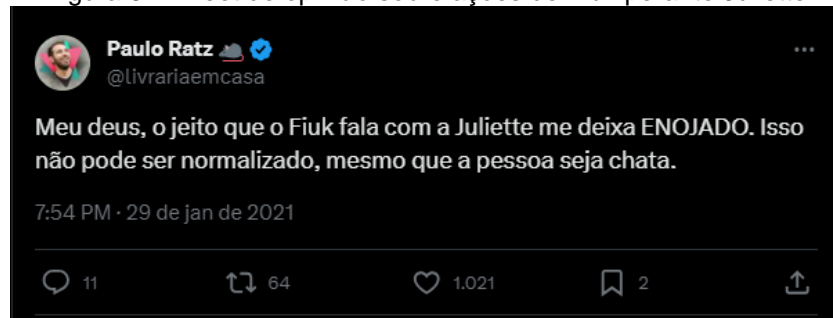 Paulo Ratz
@livrariaemcasa
Meu deus, o jeito que o Fiuk fala com a Juliette me deixa ENOJADO. Isso
não pode ser normalizado, mesmo que a pessoa seja chata.
7:54 PM · 29 de jan de 2021
11 64 1.021 2